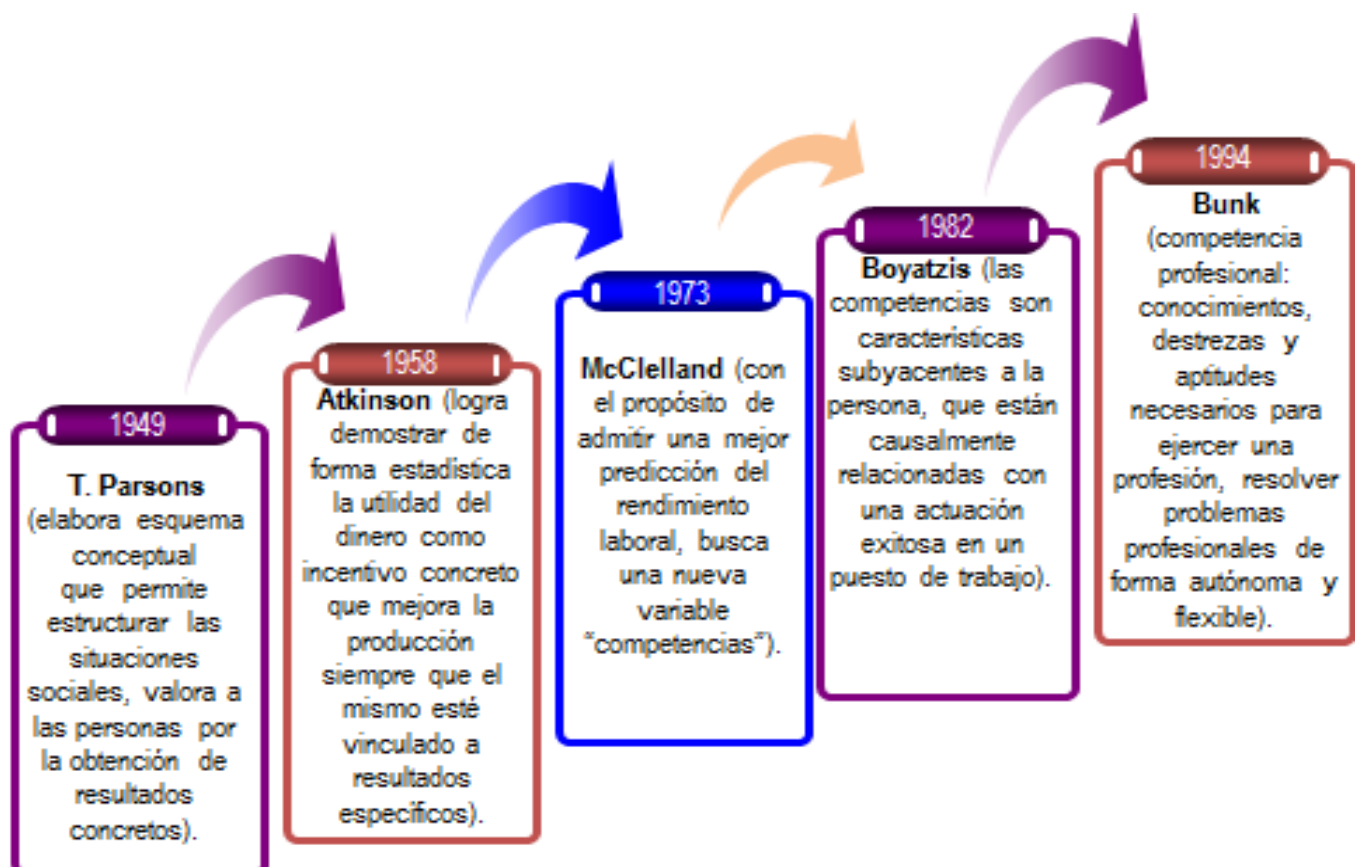 1949
T. Parsons
(elabora esquema
conceptual
que permite
estructurar las
situaciones
sociales, valora a
las personas por
la obtención de
resultados
concretos).
1958
Atkinson (logra
demostrar de
forma estadistica
la utilidad del
dinero como
incentivo concreto
que mejora la
producción
siempre que el
mismo esté
vinculado a
resultados
específicos).
1973
McClelland (con
el propósito de
admitir una mejor
predicción del
rendimiento
laboral, busca
una nueva
variable
“competencias”).
1982
Boyatzis (las
competencias son
características
subyacentes a la
persona, que están
causalmente
relacionadas con
una actuación
exitosa en un
puesto de trabajo).
1994
Bunk
(competencia
profesional:
conocimientos,
destrezas y
aptitudes
necesarios para
ejercer una
profesión, resolver
problemas
profesionales de
forma autónoma y
flexible).